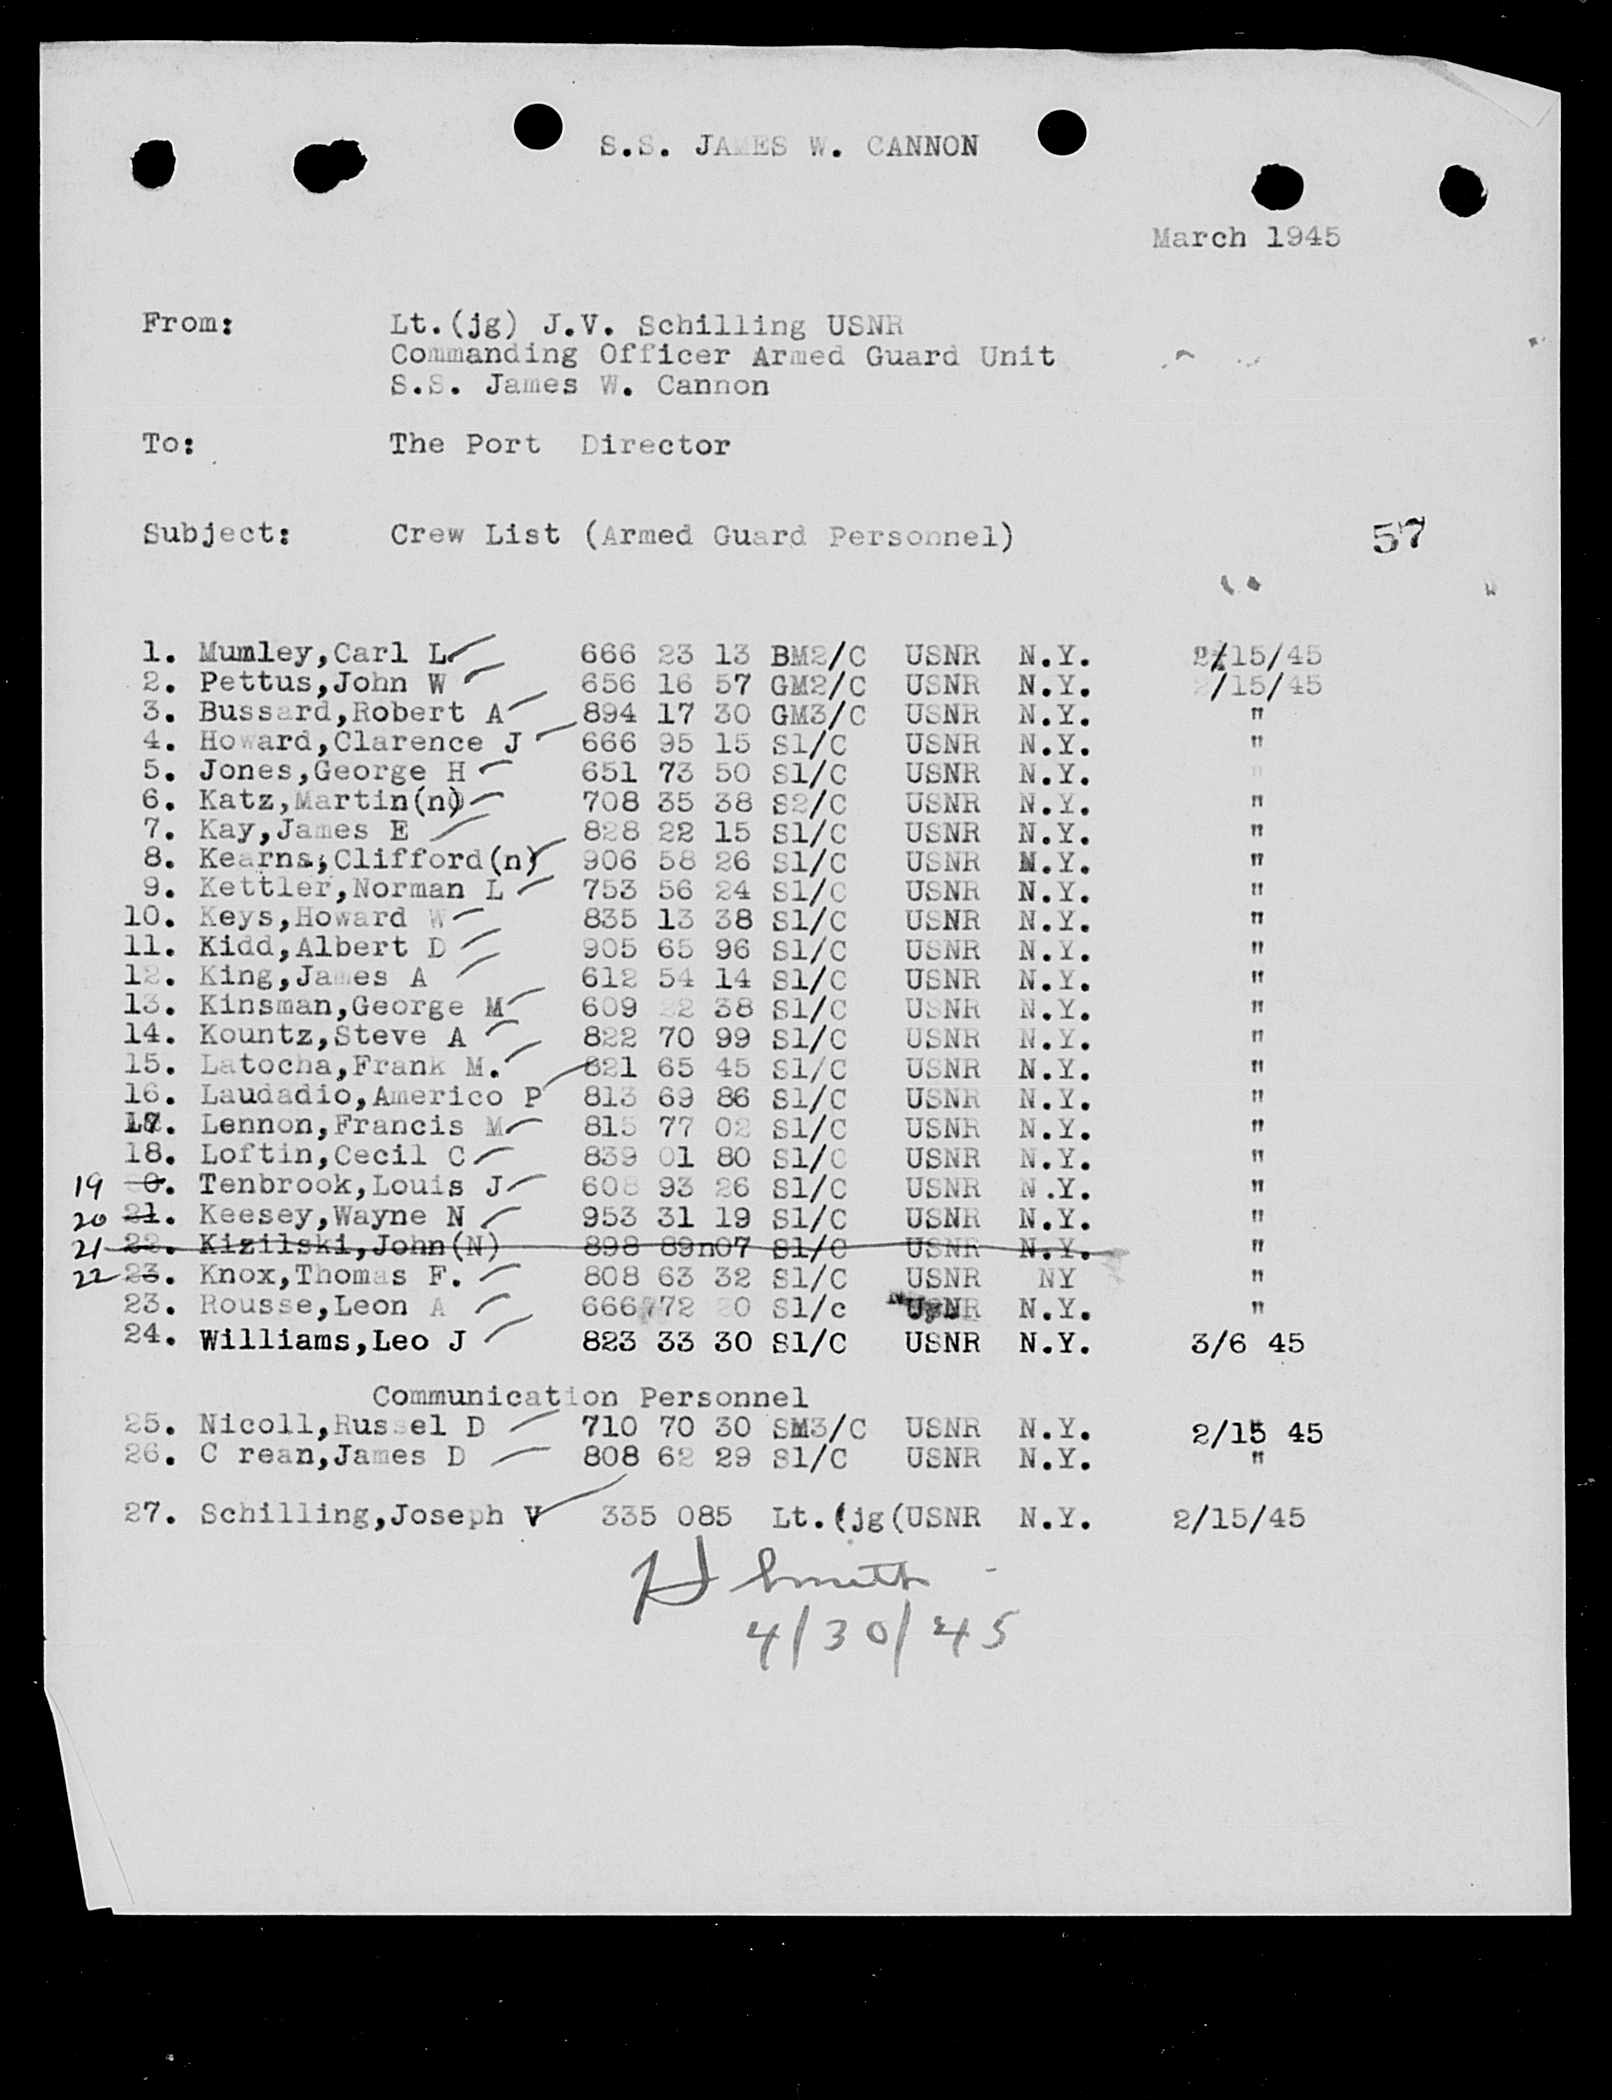 S.S. JAMES W. CANNON
March 1945
From: Lt.(jg) J.V. Schilling USNR
Commanding Officer Armed Guard Unit
S.S. James W. Cannon
To: The Port Director
Subject: Crew List (Armed Guard Personnel)
57
1. Mumley,Carl L 666 23 13 BM2/C USNR N.Y. 2/15/45
2. Pettus,John W 656 16 57 GM2/C USNR N.Y. 2/15/45
3. Bussard,Robert A 894 17 30 GM3/C USNR N.Y. "
4. Howard,Clarence J 666 95 15 S1/C USNR N.Y. "
5. Jones,George H 651 73 50 S1/C USNR N.Y. "
6. Katz,Martin(n) 708 35 38 S2/C USNR N.Y. "
7. Kay,James E 828 22 15 S1/C USNR N.Y. "
8. Kearns,Clifford(n) 906 58 26 S1/C USNR N.Y. "
9. Kettler,Norman L 753 56 24 S1/C USNR N.Y. "
10. Keys,Howard W 835 13 38 S1/C USNR N.Y. "
11. Kidd,Albert D 905 65 96 S1/C USNR N.Y. "
12. King,James A 612 54 14 S1/C USNR N.Y. "
13. Kinsman,George M 609 22 38 S1/C USNR N.Y. "
14. Kountz,Steve A 822 70 99 S1/C USNR N.Y. "
15. Latocha,Frank M. 821 65 45 S1/C USNR N.Y. "
16. Laudadio,Americo P 813 69 86 S1/C USNR N.Y. "
17. Lennon,Francis M 815 77 02 S1/C USNR N.Y. "
18. Loftin,Cecil C 839 01 80 S1/C USNR N.Y. "
19 0. Tenbrook,Louis J 608 93 26 S1/C USNR N.Y. "
20 21. Keesey,Wayne N 953 31 19 S1/C USNR N.Y. "
21 22. Kizilski,John(N) 898 89n07 S1/C USNR N.Y. "
22 23. Knox,Thomas F. 808 63 32 S1/C USNR NY "
23. Rousse,Leon A 666 72 20 S1/c USNR N.Y. "
24. Williams,Leo J 823 33 30 S1/C USNR N.Y. 3/6 45
Communication Personnel
25. Nicoll,Russel D 710 70 30 SM3/C USNR N.Y. 2/15 45
26. C rean,James D 808 62 29 S1/C USNR N.Y. "
27. Schilling,Joseph V 335 085 Lt.(jg(USNR N.Y. 2/15/45
H Smith
4/30/45